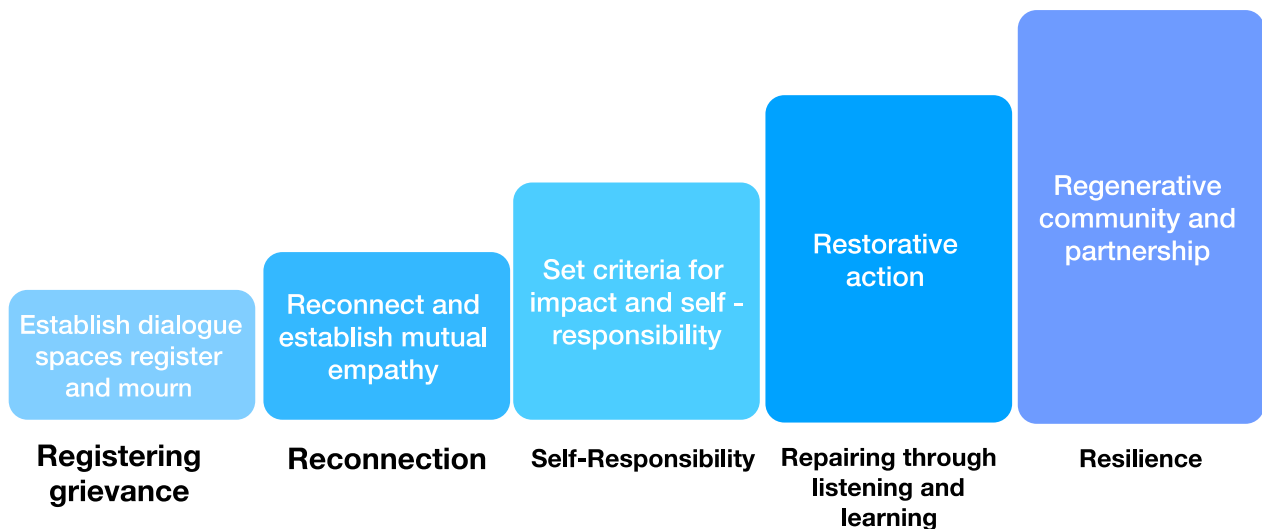 Establish dialogue
spaces register
and mourn
Reconnect and
establish mutual
empathy
Set criteria for
impact and self -
responsibility
Restorative
action
Regenerative
community and
partnership
Registering
grievance
Reconnection
Self-Responsibility
Repairing through
listening and
learning
Resilience